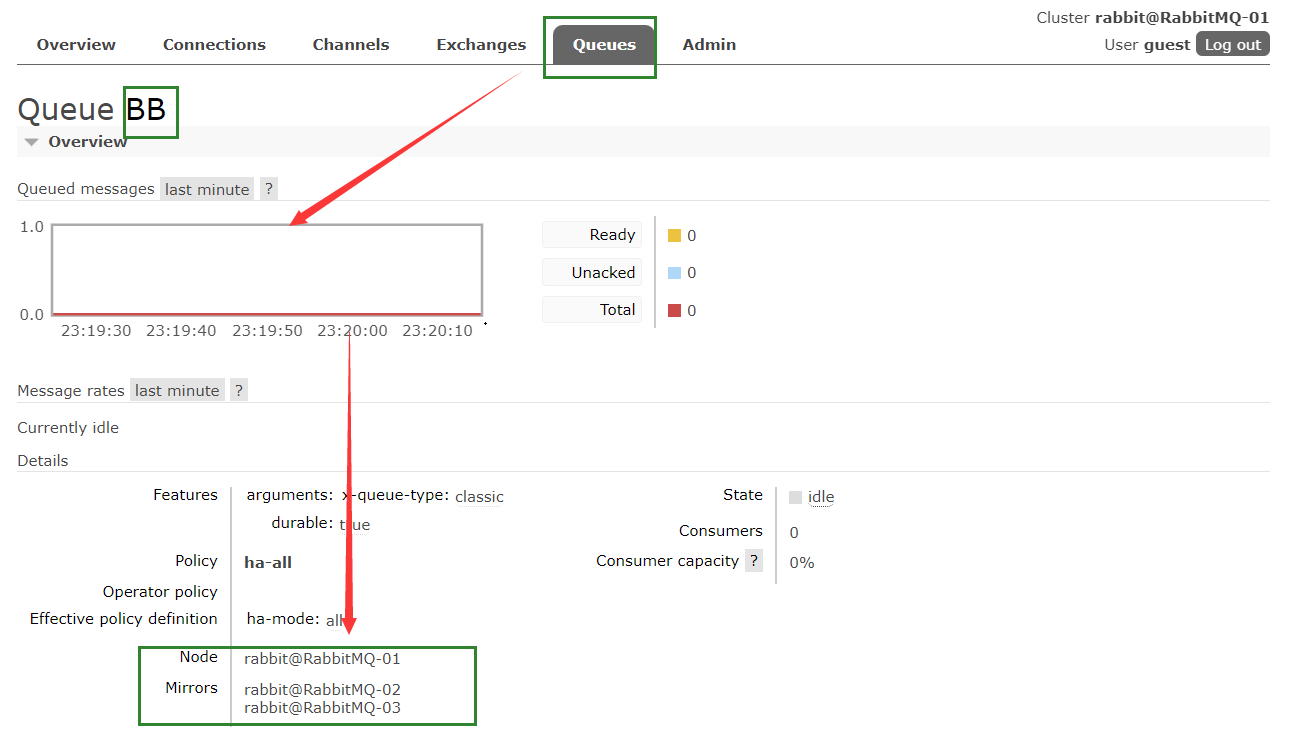 Cluster rabbit@RabbitMQ-01
Overview Connections Channels Exchanges Queues Admin
User guest Log out
Queue BB
Overview
Queued messages last minute ?
1.0
0.0
23:19:30 23:19:40 23:19:50 23:20:00 23:20:10
Ready 0
Unacked 0
Total 0
Message rates last minute ?
Currently idle
Details
Features arguments: x-queue-type: classic
durable: true
Policy ha-all
Operator policy
Effective policy definition ha-mode: all
Node rabbit@RabbitMQ-01
Mirrors rabbit@RabbitMQ-02
rabbit@RabbitMQ-03
State idle
Consumers 0
Consumer capacity ? 0%